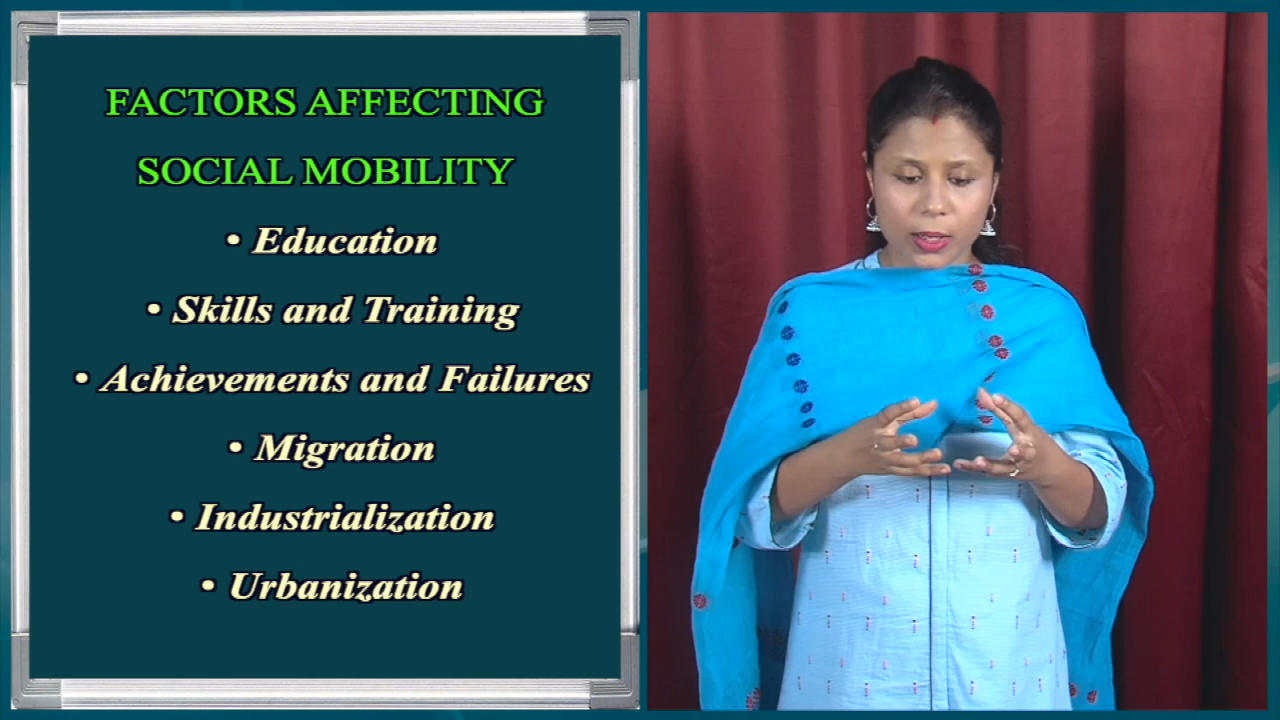 FACTORS AFFECTING
SOCIAL MOBILITY
• Education
• Skills and Training
• Achievements and Failures
• Migration
• Industrialization
• Urbanization